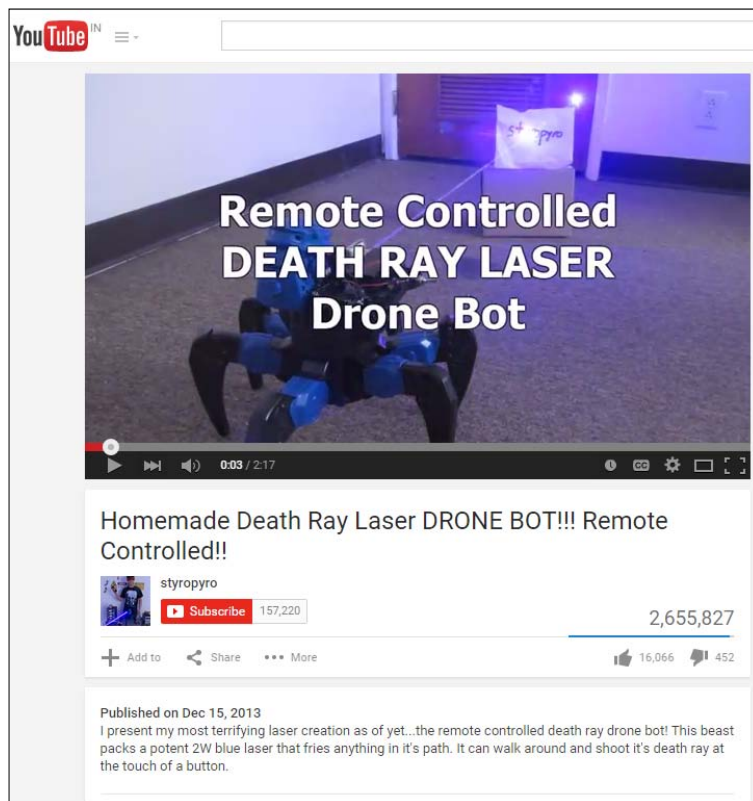 YouTube IN
styropyro
Remote Controlled
DEATH RAY LASER
Drone Bot
0:03 / 2:17
CC
Homemade Death Ray Laser DRONE BOT!!! Remote
Controlled!!
styropyro
Subscribe 157,220
2,655,827
Add to Share More
16,066 452
Published on Dec 15, 2013
I present my most terrifying laser creation as of yet...the remote controlled death ray drone bot! This beast
packs a potent 2W blue laser that fries anything in it's path. It can walk around and shoot it's death ray at
the touch of a button.